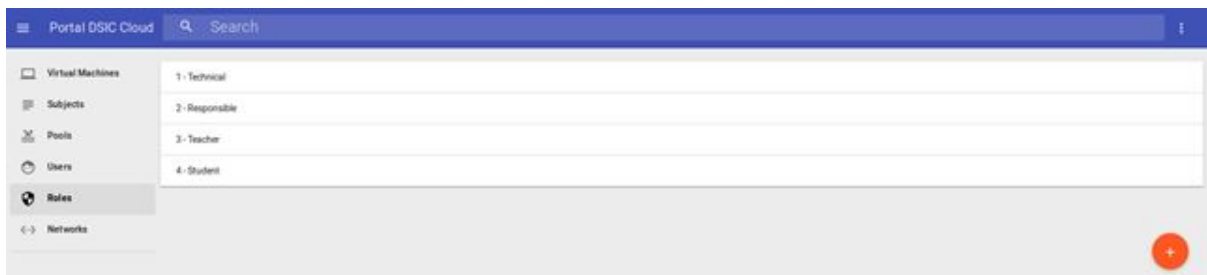 Portal DSIC Cloud
Search
Virtual Machines
Subjects
Pools
Users
Roles
Networks
1 - Technical
2 - Responsible
3 - Teacher
4 - Student